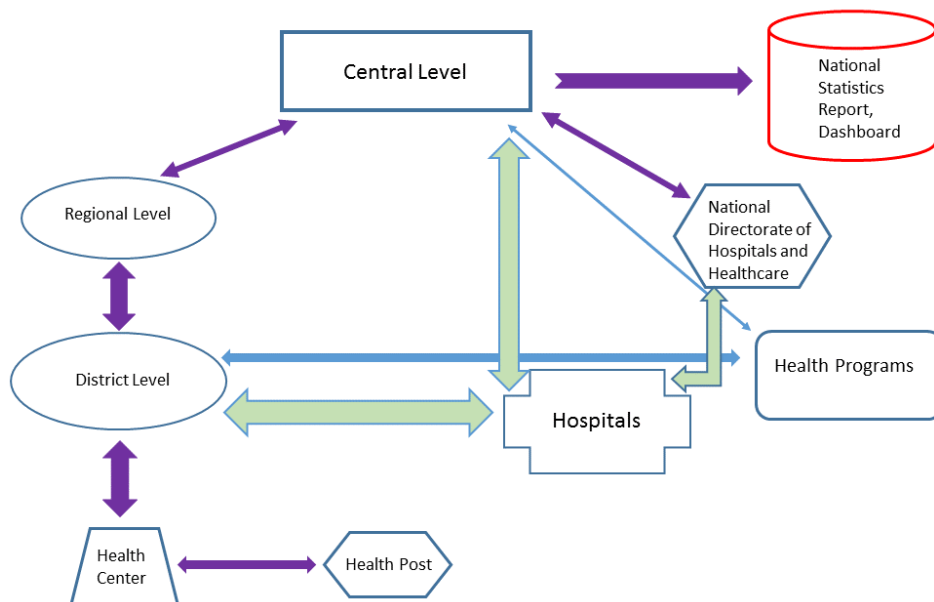 Central Level
National
Statistics
Report,
Dashboard
Regional Level
National
Directorate of
Hospitals and
Healthcare
District Level
Health Programs
Hospitals
Health
Center
Health Post